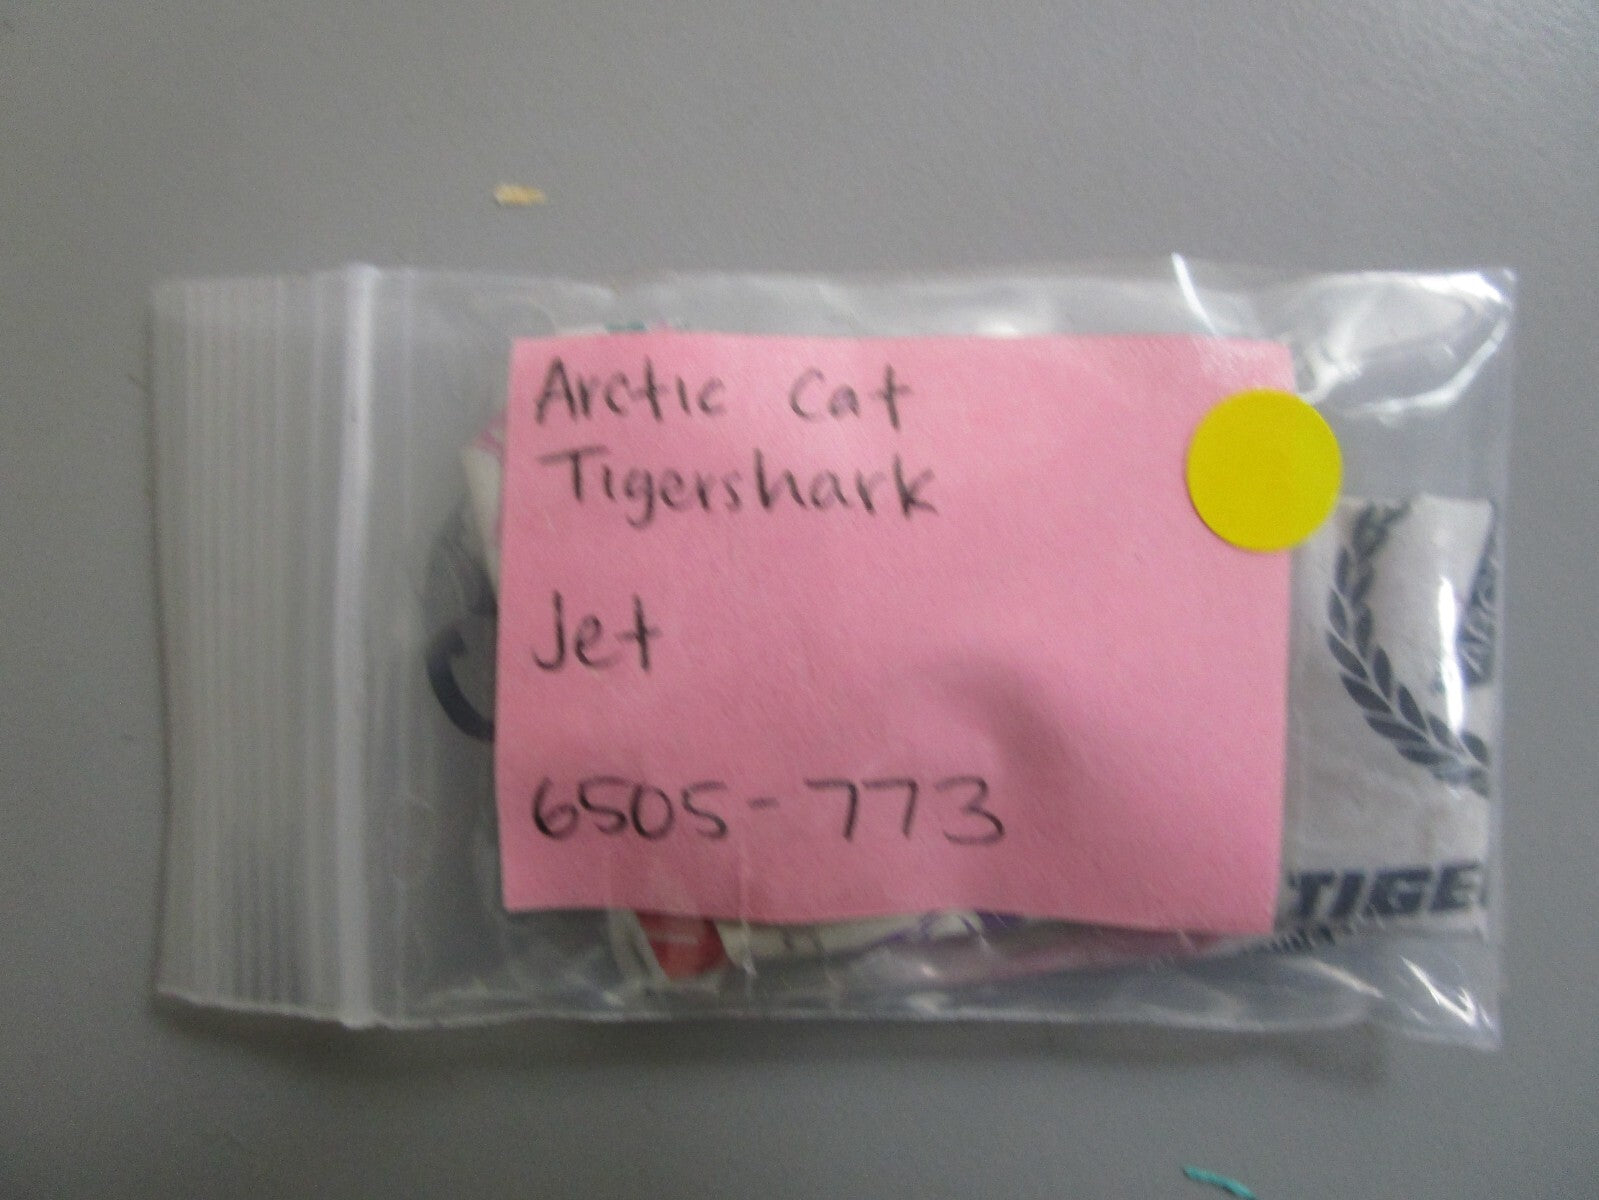 Arctic Cat
Tigershark
Jet
6505-773
TIGE